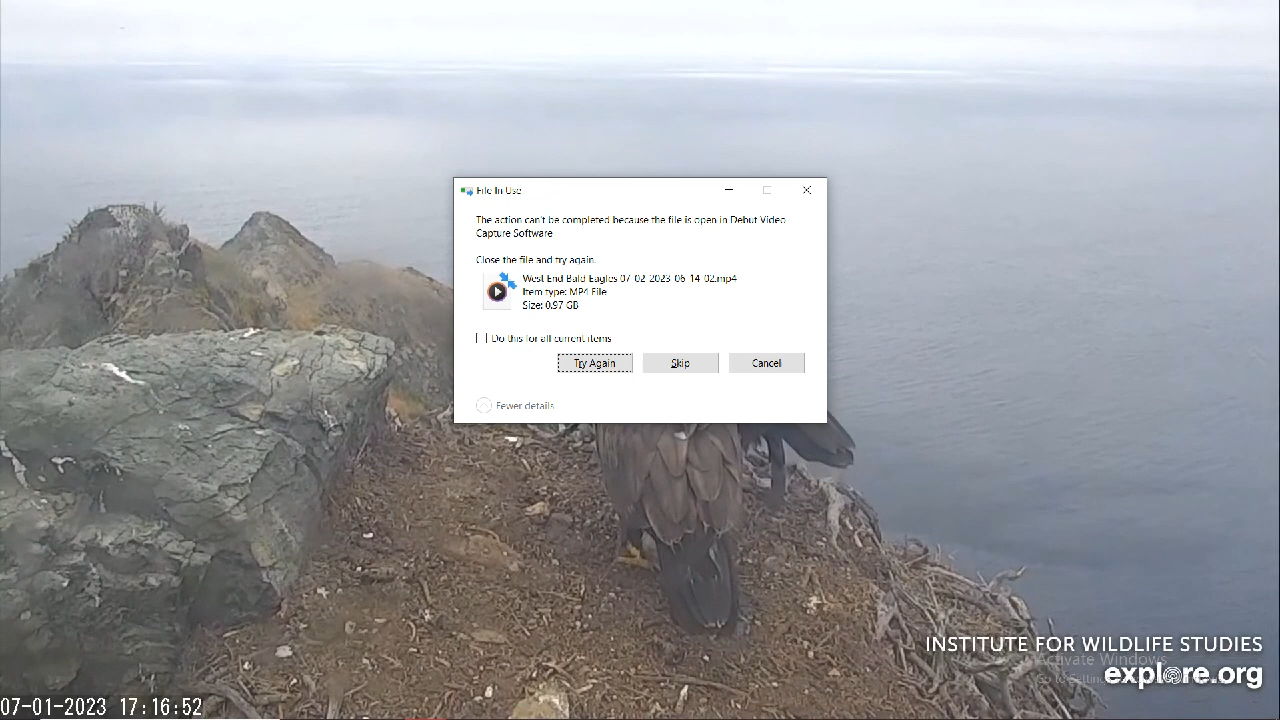 File In Use
The action can't be completed because the file is open in Debut Video
Capture Software
Close the file and try again.
West End Bald Eagles 07-02-2023-06-14-02.mp4
Item type: MP4 File
Size: 0.97 GB
Do this for all current items
Try Again
Skip
Cancel
Fewer details
INSTITUTE FOR WILDLIFE STUDIES
Activate Windows
explore.org
Go to Settings
07-01-2023 17:16:52